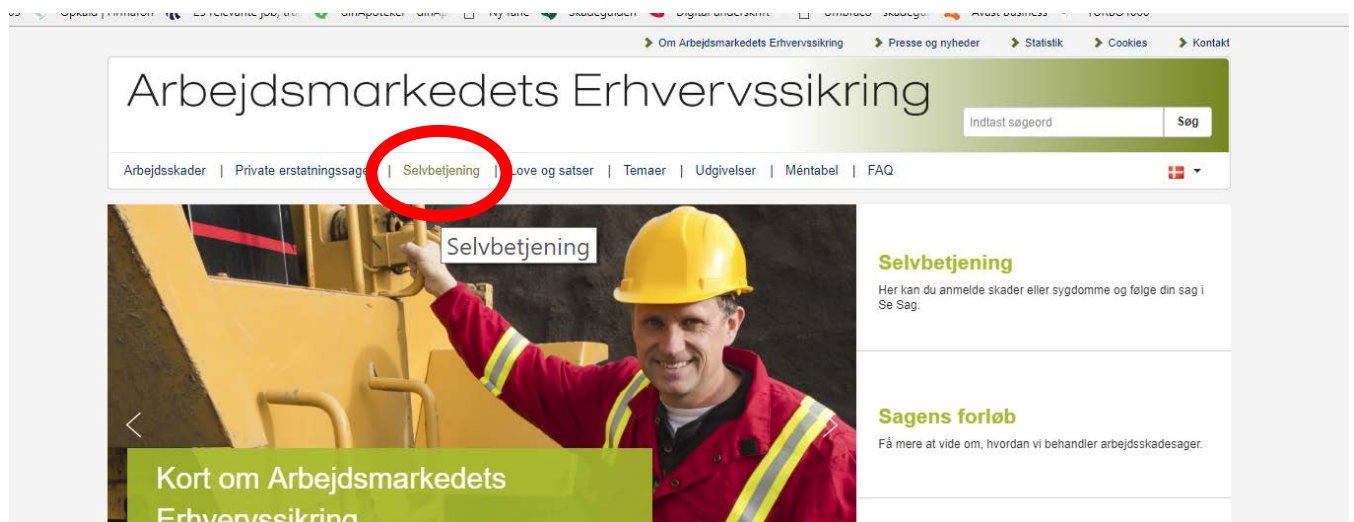 Om Arbejdsmarkedets Erhvervssikring Presse og nyheder Statistik Cookies Kontakt
Arbejdsmarkedets Erhvervssikring
Indtast søgeord Søg
Arbejdsskader | Private erstatningssager | Selvbetjening | Love og satser | Temaer | Udgivelser | Méntabel | FAQ
Selvbetjening
Selvbetjening
Her kan du anmelde skader eller sygdomme og følge din sag i
Se Sag.
Sagens forløb
Få mere at vide om, hvordan vi behandler arbejdsskadesager.
Kort om Arbejdsmarkedets
Erhvervssikring